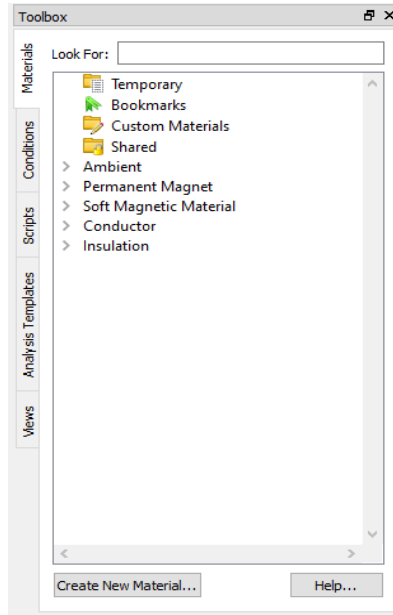 Toolbox
Materials
Conditions
Scripts
Analysis Templates
Views
Look For:
Temporary
Bookmarks
Custom Materials
Shared
Ambient
Permanent Magnet
Soft Magnetic Material
Conductor
Insulation
Create New Material... Help...